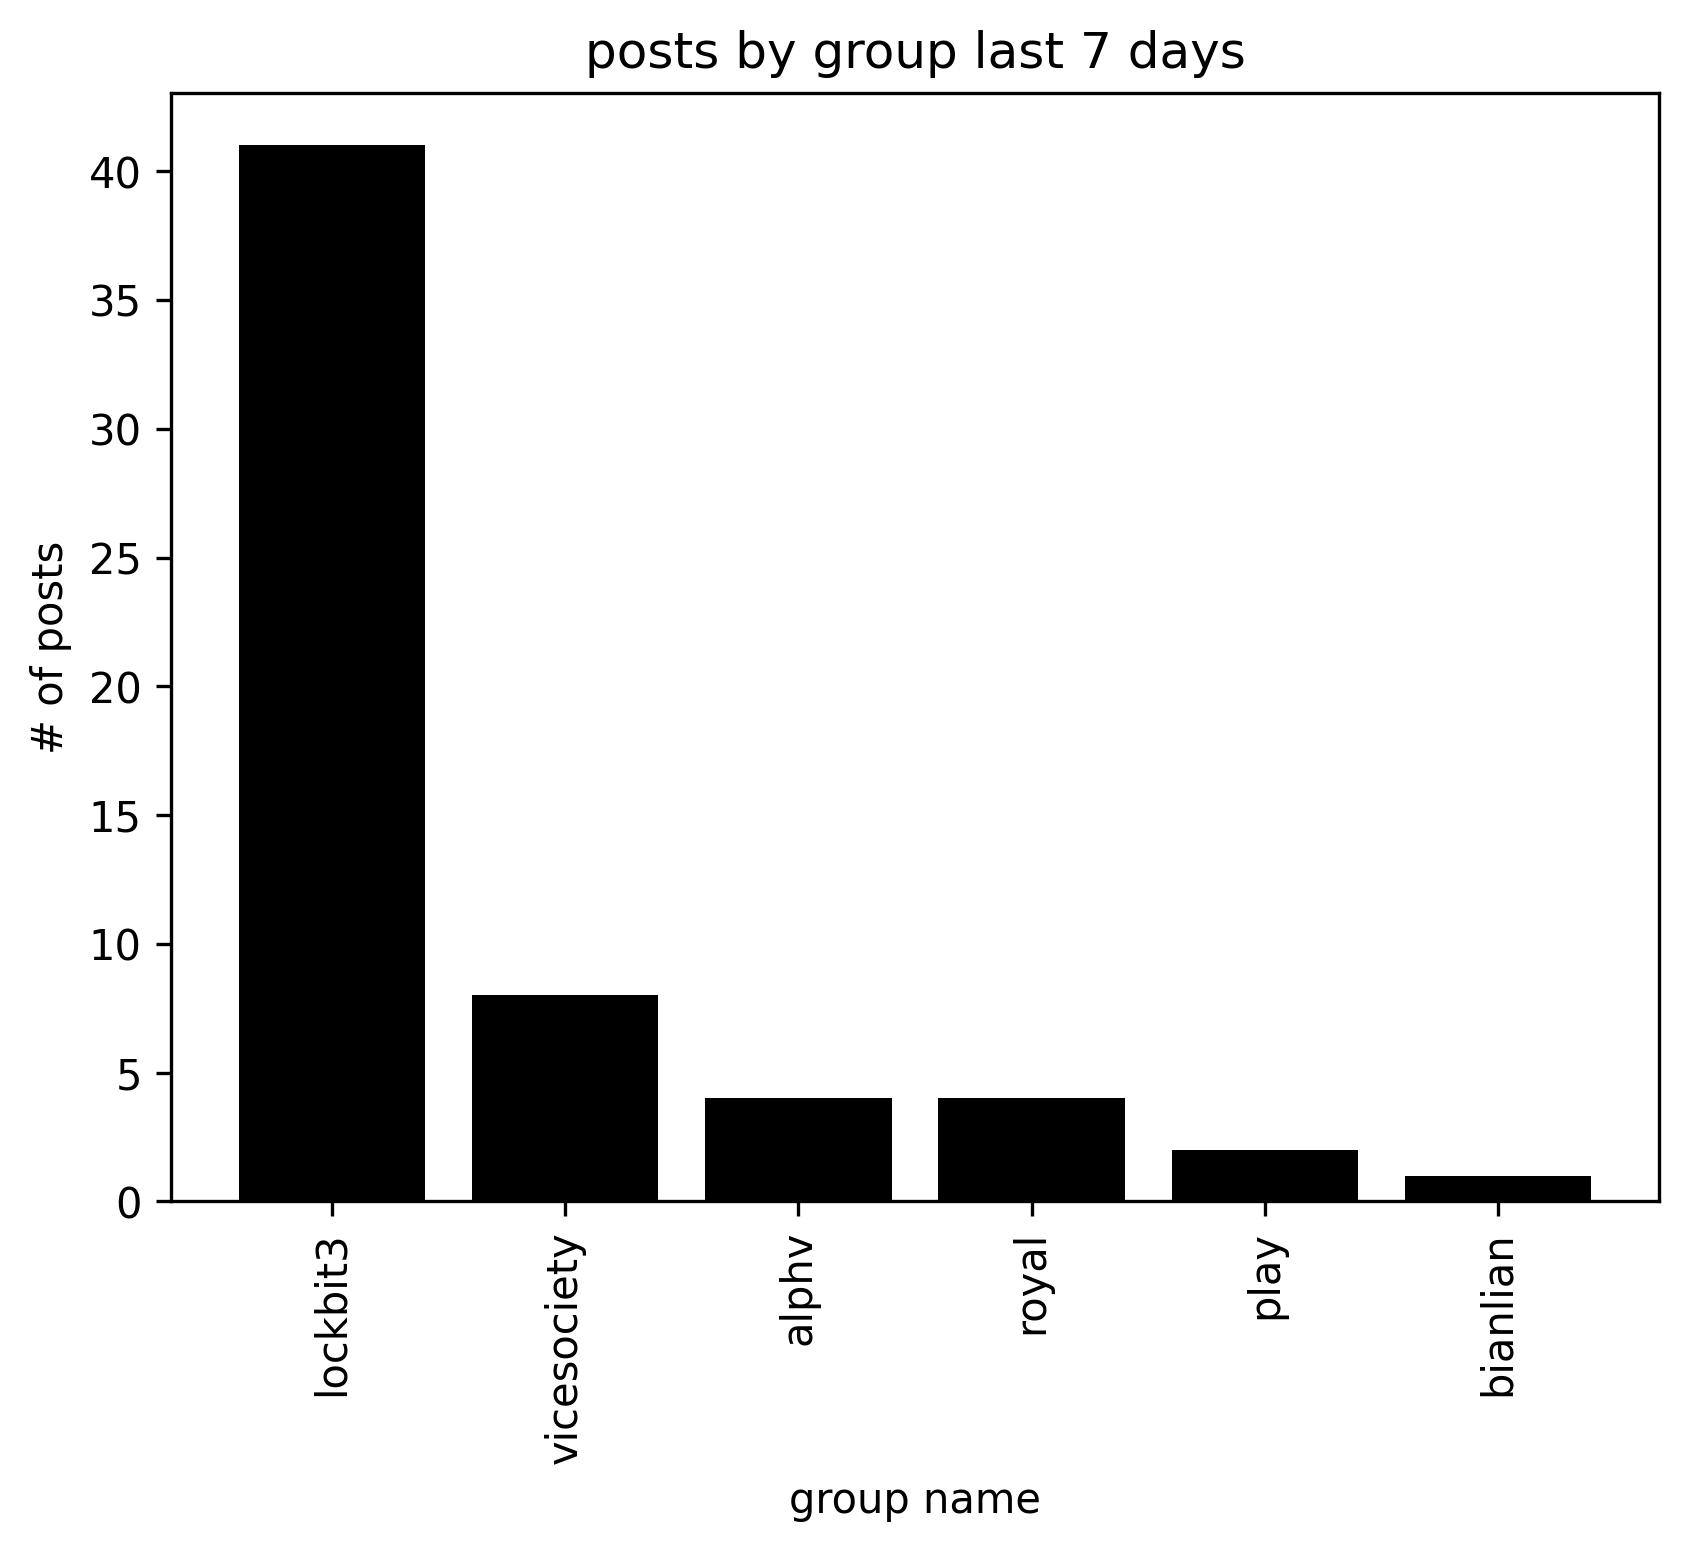 posts by group last 7 days
# of posts
40
35
30
25
20
15
10
5
0
lockbit3
vicesociety
alphv
royal
play
bianlian
group name